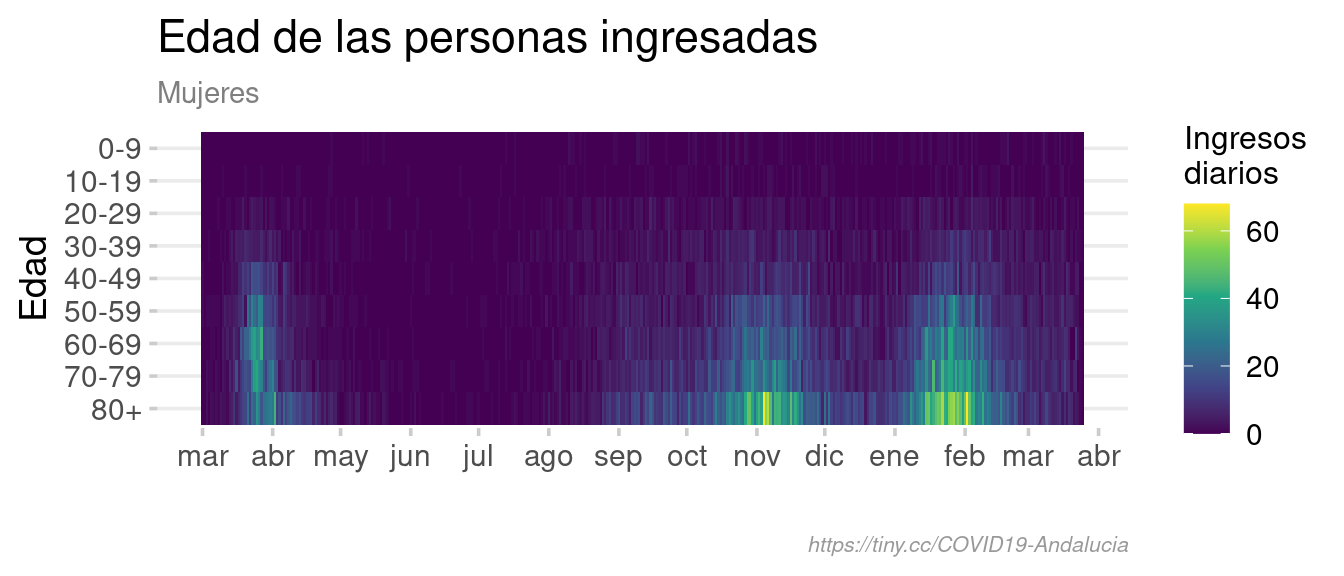 Edad de las personas ingresadas
Mujeres
Edad
0-9
10-19
20-29
30-39
40-49
50-59
60-69
70-79
80+
mar abr may jun jul ago sep oct nov dic ene feb mar abr
Ingresos
diarios
60
40
20
0
https://tiny.cc/COVID19-Andalucia